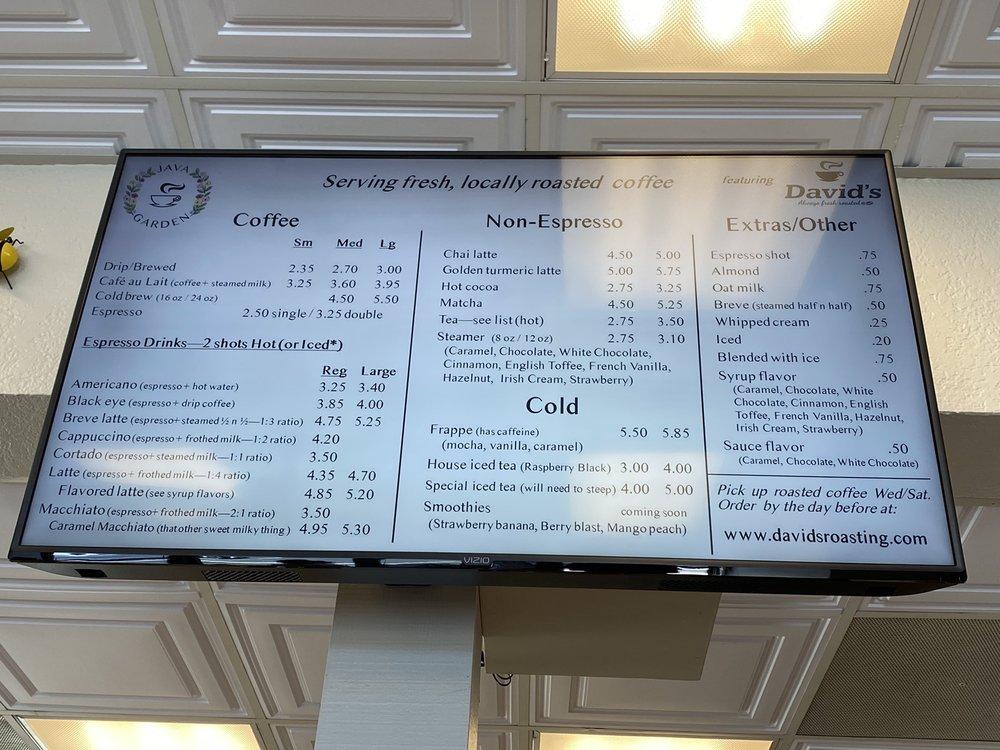 JAVA
GARDEN
Serving fresh, locally roasted coffee
featuring
David's
Always fresh roasted
Coffee
Sm Med Lg
Drip/Brewed 2.35 2.70 3.00
Café au Lait (coffee + steamed milk) 3.25 3.60 3.95
Cold brew (16 oz / 24 oz) 4.50 5.50
Espresso 2.50 single / 3.25 double
Espresso Drinks—2 shots Hot (or Iced*)
Reg Large
Americano (espresso + hot water) 3.25 3.40
Black eye (espresso + drip coffee) 3.85 4.00
Breve latte (espresso+steamed ½ n ½—1:3 ratio) 4.75 5.25
Cappuccino (espresso+ frothed milk—1:2 ratio) 4.20
Cortado (espresso+ steamed milk—1:1 ratio) 3.50
Latte (espresso+ frothed milk—1:4 ratio) 4.35 4.70
Flavored latte (see syrup flavors) 4.85 5.20
Macchiato (espresso+ frothed milk—2:1 ratio) 3.50
Caramel Macchiato (that other sweet milky thing) 4.95 5.30
Non-Espresso
Chai latte 4.50 5.00
Golden turmeric latte 5.00 5.75
Hot cocoa 2.75 3.25
Matcha 4.50 5.25
Tea—see list (hot) 2.75 3.50
Steamer (8 oz / 12 oz) 2.75 3.10
(Caramel, Chocolate, White Chocolate,
Cinnamon, English Toffee, French Vanilla,
Hazelnut, Irish Cream, Strawberry)
Cold
Frappe (has caffeine) 5.50 5.85
(mocha, vanilla, caramel)
House iced tea (Raspberry Black) 3.00 4.00
Special iced tea (will need to steep) 4.00 5.00
Smoothies coming soon
(Strawberry banana, Berry blast, Mango peach)
Extras/Other
Espresso shot .75
Almond .50
Oat milk .75
Breve (steamed half n half) .50
Whipped cream .25
Iced .20
Blended with ice .75
Syrup flavor .50
(Caramel, Chocolate, White
Chocolate, Cinnamon, English
Toffee, French Vanilla, Hazelnut,
Irish Cream, Strawberry)
Sauce flavor .50
(Caramel, Chocolate, White Chocolate)
Pick up roasted coffee Wed/Sat.
Order by the day before at:
www.davidsroasting.com
VIZIO